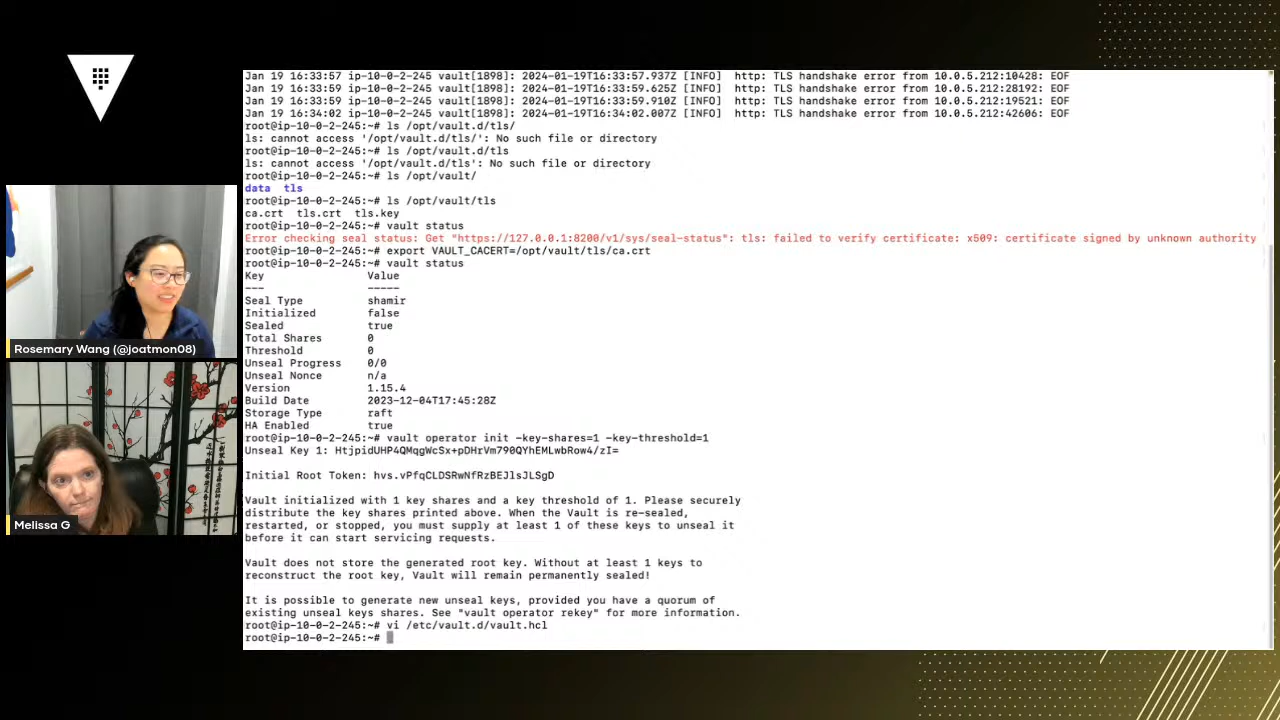 Jan 19 16:33:57 ip-10-0-2-245 vault[1898]: 2024-01-19T16:33:57.937Z [INFO]  http: TLS handshake error from 10.0.5.212:10428: EOF
Jan 19 16:33:59 ip-10-0-2-245 vault[1898]: 2024-01-19T16:33:59.625Z [INFO]  http: TLS handshake error from 10.0.5.212:28192: EOF
Jan 19 16:33:59 ip-10-0-2-245 vault[1898]: 2024-01-19T16:33:59.910Z [INFO]  http: TLS handshake error from 10.0.5.212:19521: EOF
Jan 19 16:34:02 ip-10-0-2-245 vault[1898]: 2024-01-19T16:34:02.007Z [INFO]  http: TLS handshake error from 10.0.5.212:42606: EOF
root@ip-10-0-2-245:~# ls /opt/vault.d/tls/
ls: cannot access '/opt/vault.d/tls/': No such file or directory
root@ip-10-0-2-245:~# ls /opt/vault.d/tls
ls: cannot access '/opt/vault.d/tls': No such file or directory
root@ip-10-0-2-245:~# ls /opt/vault/
data  tls
root@ip-10-0-2-245:~# ls /opt/vault/tls
ca.crt  tls.crt  tls.key
root@ip-10-0-2-245:~# vault status
Error checking seal status: Get "https://127.0.0.1:8200/v1/sys/seal-status": tls: failed to verify certificate: x509: certificate signed by unknown authority
root@ip-10-0-2-245:~# export VAULT_CACERT=/opt/vault/tls/ca.crt
root@ip-10-0-2-245:~# vault status
Key                Value
---                -----
Seal Type          shamir
Initialized        false
Sealed             true
Total Shares       0
Threshold          0
Unseal Progress    0/0
Unseal Nonce       n/a
Version            1.15.4
Build Date         2023-12-04T17:45:28Z
Storage Type       raft
HA Enabled         true
root@ip-10-0-2-245:~# vault operator init -key-shares=1 -key-threshold=1
Unseal Key 1: HtjpidUHP4QMqgWcSx+pDHrVm790QYhEMLwbRow4/zI=
Initial Root Token: hvs.vPfqCLDSRwNfRzBEJlsJLSgD
Vault initialized with 1 key shares and a key threshold of 1. Please securely
distribute the key shares printed above. When the Vault is re-sealed,
restarted, or stopped, you must supply at least 1 of these keys to unseal it
before it can start servicing requests.
Vault does not store the generated root key. Without at least 1 keys to
reconstruct the root key, Vault will remain permanently sealed!
It is possible to generate new unseal keys, provided you have a quorum of
existing unseal keys shares. See "vault operator rekey" for more information.
root@ip-10-0-2-245:~# vi /etc/vault.d/vault.hcl
root@ip-10-0-2-245:~#
Rosemary Wang (@joatmon08)
Melissa G